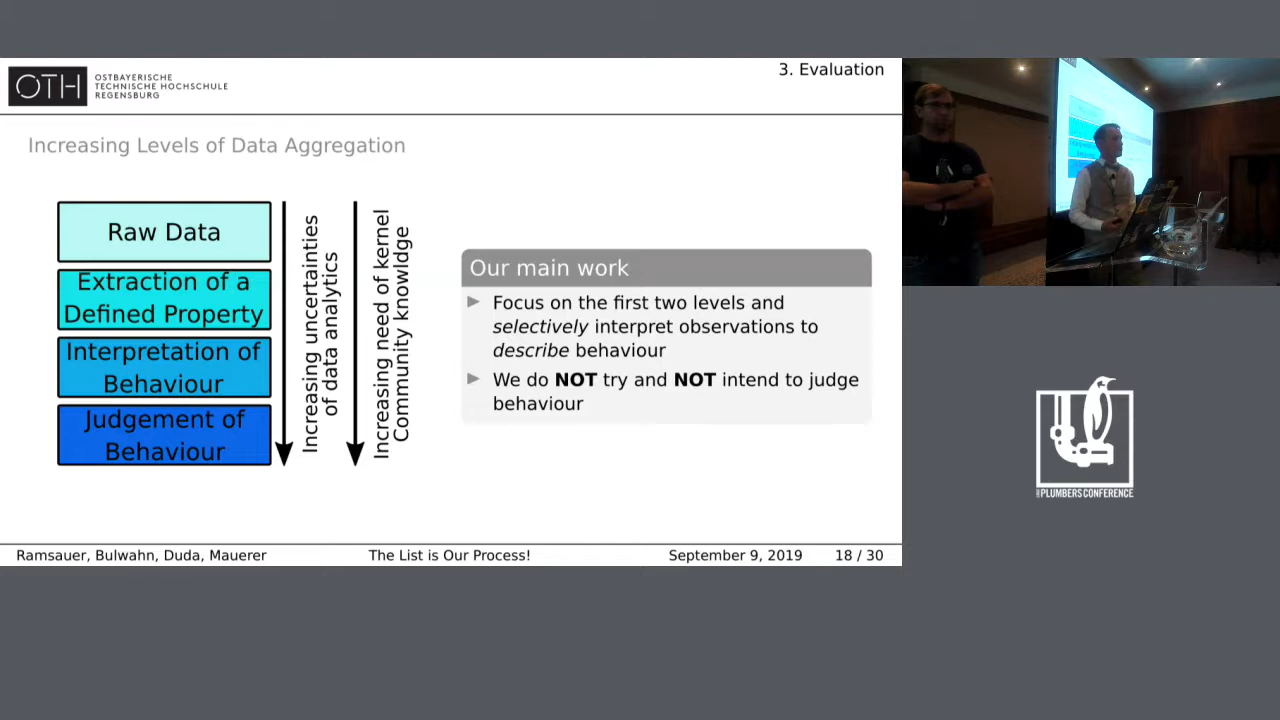 OTH
OSTBAYERISCHE
TECHNISCHE HOCHSCHULE
REGENSBURG
3. Evaluation
Increasing Levels of Data Aggregation
Raw Data
Extraction of a
Defined Property
Interpretation of
Behaviour
Judgement of
Behaviour
Increasing uncertainties
of data analytics
Increasing need of kernel
Community knowldge
Our main work
Focus on the first two levels and
selectively interpret observations to
describe behaviour
We do NOT try and NOT intend to judge
behaviour
Ramsauer, Bulwahn, Duda, Mauerer
The List is Our Process!
September 9, 2019
18 / 30
PLUMBERS CONFERENCE